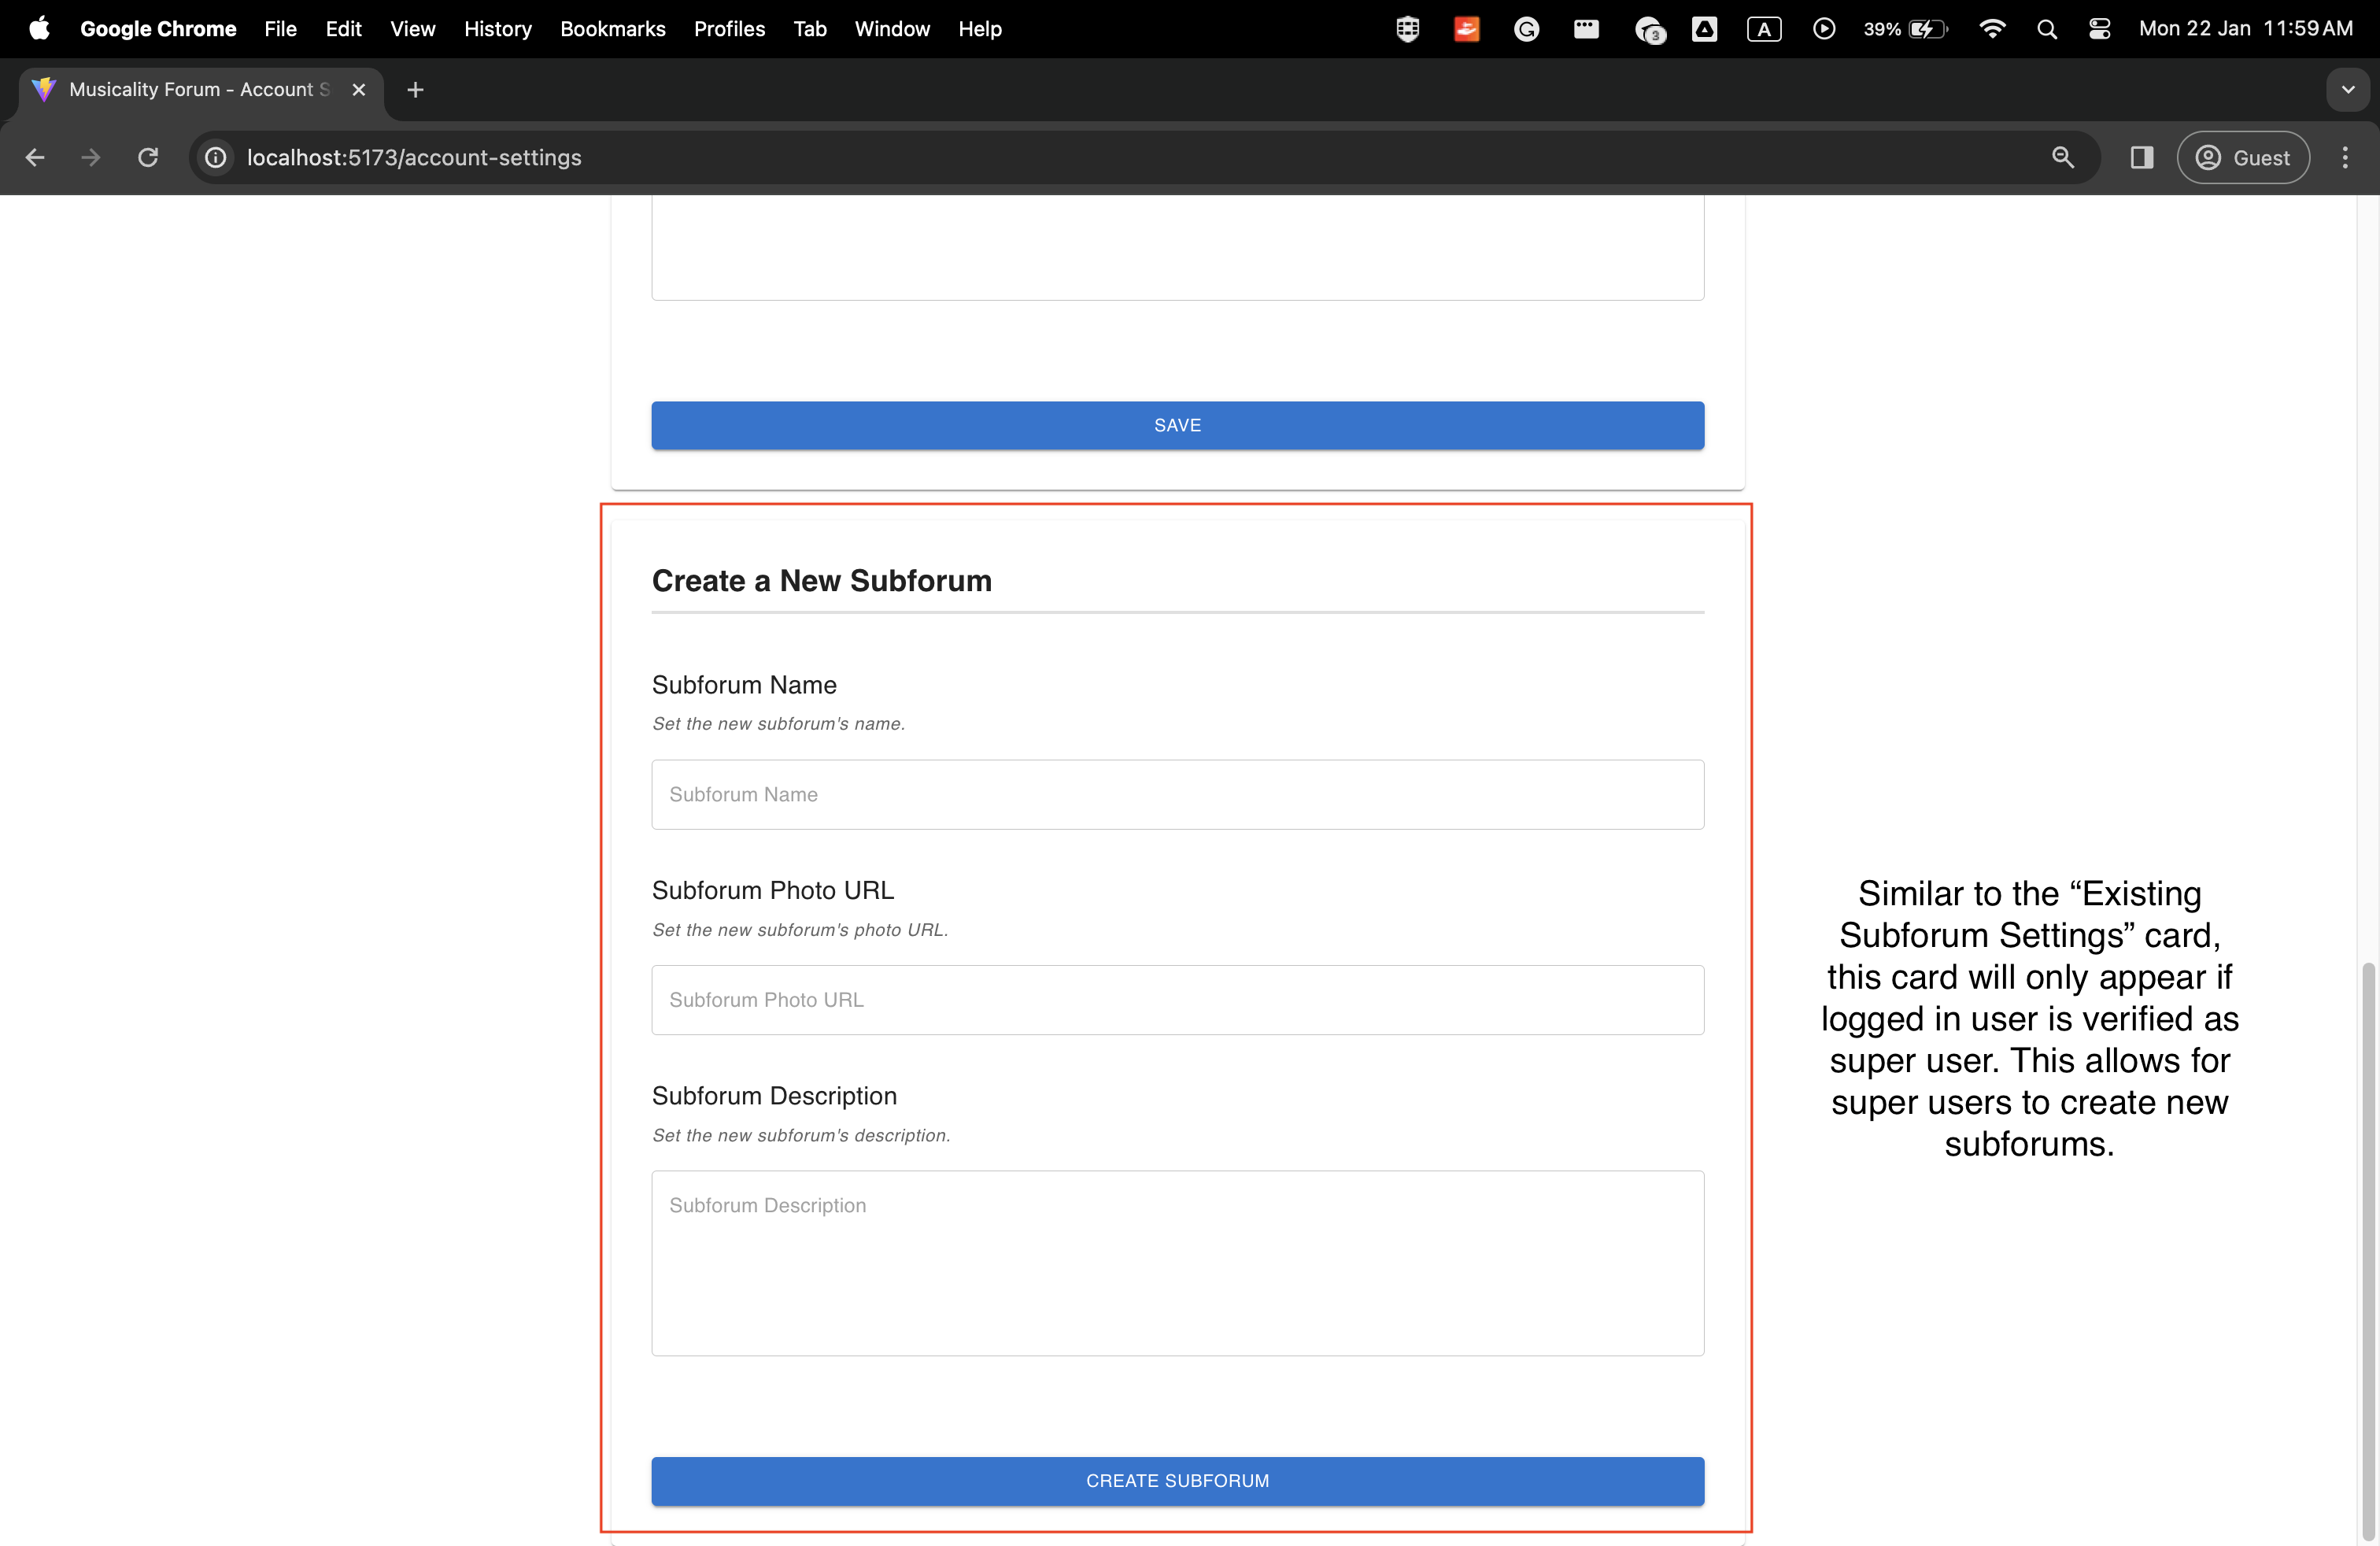 Google Chrome File Edit View History Bookmarks Profiles Tab Window Help 3 A 39% Mon 22 Jan 11:59 AM
Musicality Forum - Account S
localhost:5173/account-settings Guest
SAVE
Create a New Subforum
Subforum Name
Set the new subforum's name.
Subforum Name
Subforum Photo URL
Set the new subforum's photo URL.
Subforum Photo URL
Subforum Description
Set the new subforum's description.
Subforum Description
CREATE SUBFORUM
Similar to the “Existing
Subforum Settings” card,
this card will only appear if
logged in user is verified as
super user. This allows for
super users to create new
subforums.